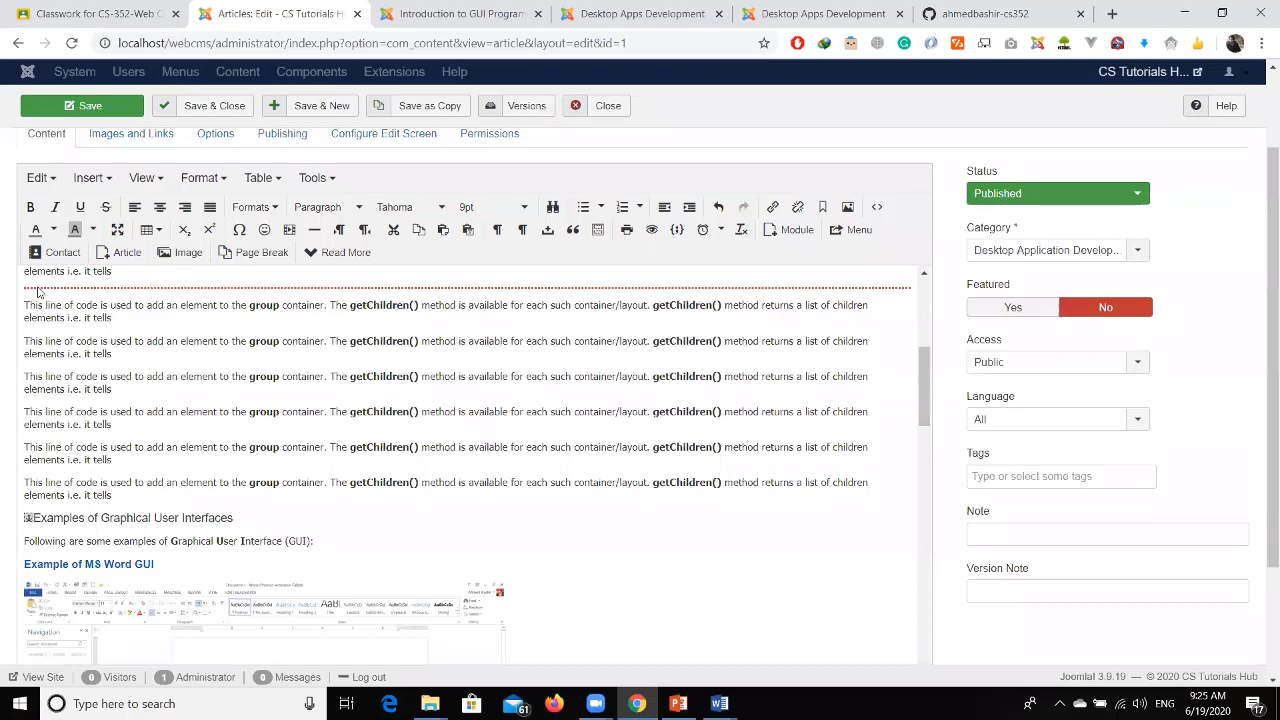 Classwork for CS-352-Web C
Articles: Edit - CS Tutorials H
Introduction to GUI Program
Desktop Apps Development
Desktop Apps Development
ahmedbashir-cs352
localhost/webcms/administrator/index.php?option=com_content&view=article&layout=edit&id=1
System Users Menus Content Components Extensions Help
CS Tutorials H...
Save
Save & Close
Save & New
Save as Copy
Versions
Close
Help
Content Images and Links Options Publishing Configure Edit Screen Permissions
Edit Insert View Format Table Tools
Formats Paragraph Tahoma 9pt
Module Menu
Contact Article Image Page Break Read More
elements i.e. it tells
This line of code is used to add an element to the group container. The getChildren() method is available for each such container/layout. getChildren() method returns a list of children
elements i.e. it tells
This line of code is used to add an element to the group container. The getChildren() method is available for each such container/layout. getChildren() method returns a list of children
elements i.e. it tells
This line of code is used to add an element to the group container. The getChildren() method is available for each such container/layout. getChildren() method returns a list of children
elements i.e. it tells
This line of code is used to add an element to the group container. The getChildren() method is available for each such container/layout. getChildren() method returns a list of children
elements i.e. it tells
This line of code is used to add an element to the group container. The getChildren() method is available for each such container/layout. getChildren() method returns a list of children
elements i.e. it tells
This line of code is used to add an element to the group container. The getChildren() method is available for each such container/layout. getChildren() method returns a list of children
elements i.e. it tells
Examples of Graphical User Interfaces
Following are some examples of Graphical User Interface (GUI):
Example of MS Word GUI
Navigation
Status
Published
Category *
Desktop Application Develop...
Featured
Yes No
Access
Public
Language
All
Tags
Type or select some tags
Note
Version Note
View Site 0 Visitors 1 Administrator 0 Messages Log out
Joomla! 3.9.19 — © 2020 CS Tutorials Hub
Type here to search
61
ENG
9:25 AM
6/19/2020
17